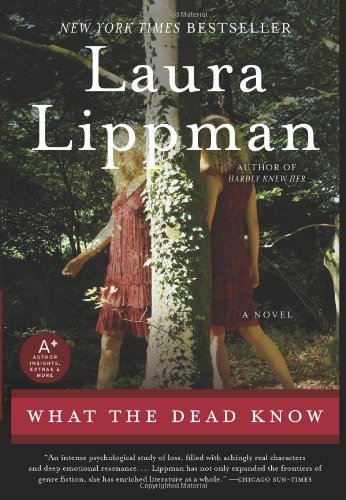 NEW YORK TIMES BESTSELLER
Laura
Lippman
AUTHOR OF
HARDLY KNEW HER
A NOVEL
A+
AUTHOR
INSIGHTS,
EXTRAS &
MORE
WHAT THE DEAD KNOW
"An intense psychological study of loss, filled with achingly real characters
and deep emotional resonance. . . . Lippman has not only expanded the frontiers of
genre fiction, she has enriched literature as a whole." —CHICAGO SUN-TIMES
Copyrighted Material